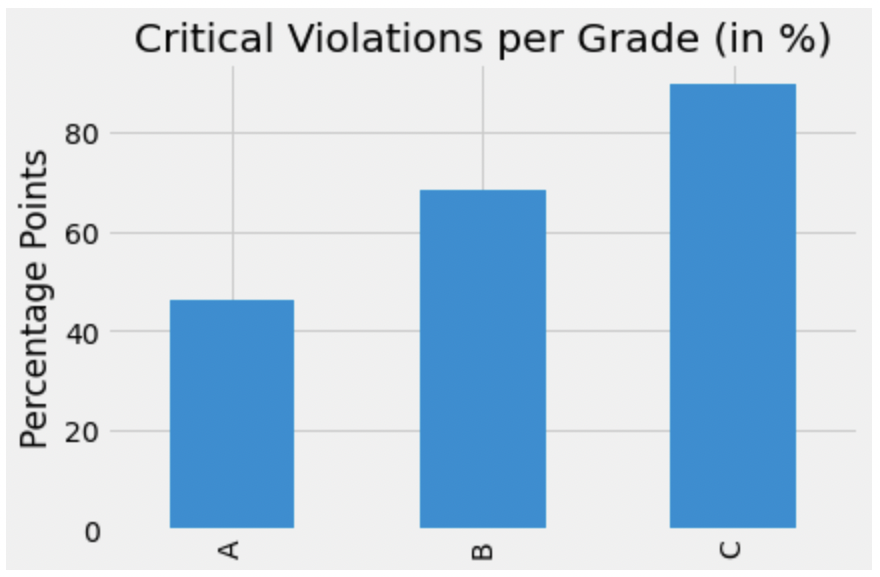 Critical Violations per Grade (in %)
Percentage Points
80
60
40
20
0
A
B
C